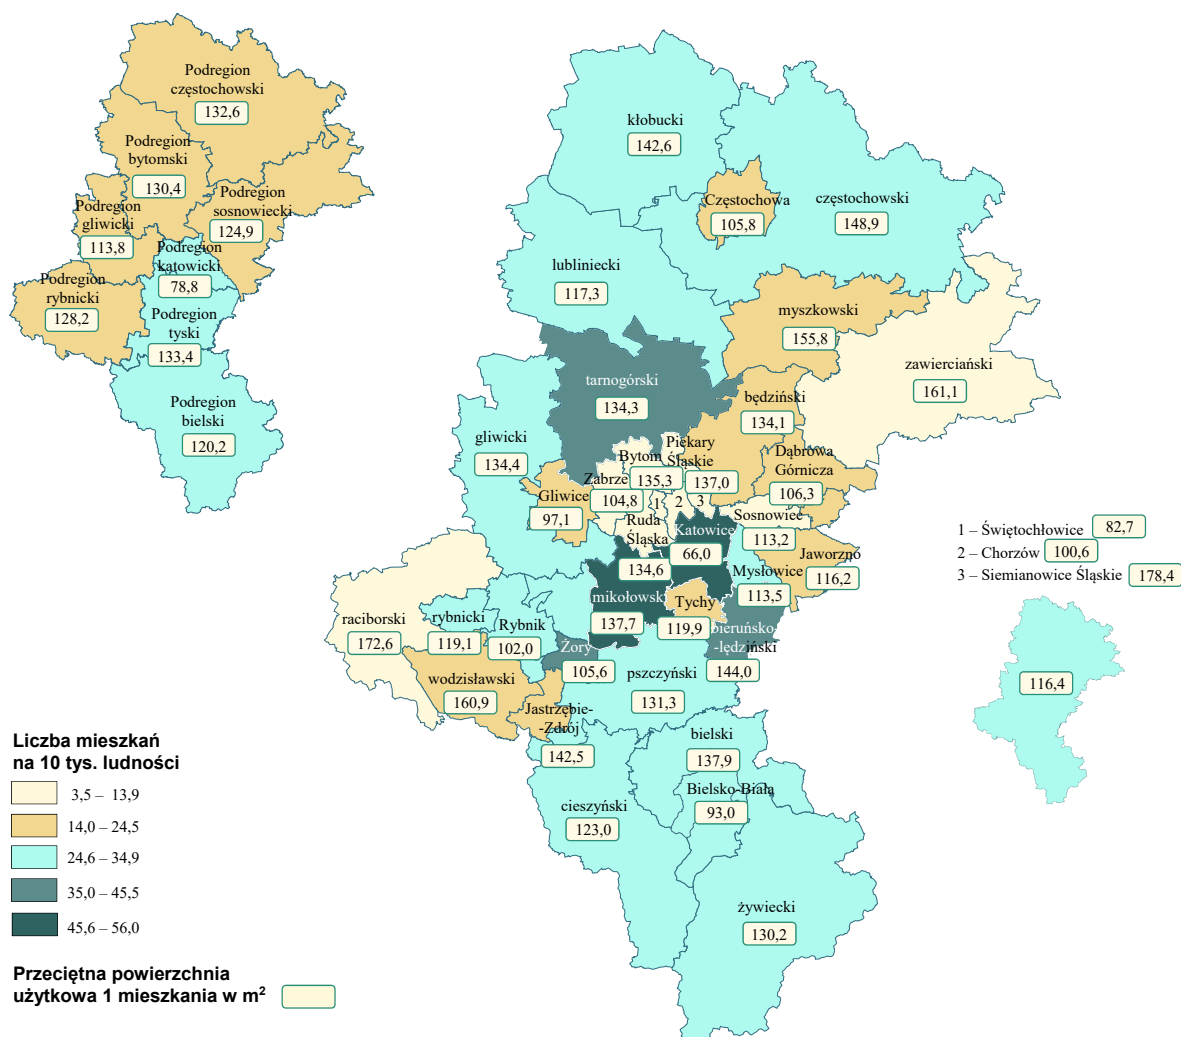 Podregion
częstochowski
132,6
Podregion
bytomski
130,4
Podregion
sosnowiecki
124,9
Podregion
gliwicki
113,8
Podregion
katowicki
78,8
Podregion
rybnicki
128,2
Podregion
tyski
133,4
Podregion
bielski
120,2
kłobucki
142,6
Częstochowa
105,8
częstochowski
148,9
lubliniecki
117,3
myszkowski
155,8
zawierciański
161,1
tarnogórski
134,3
będziński
134,1
gliwicki
134,4
Bytom
135,3
Piekary
Śląskie
137,0
Dąbrowa
Górnicza
106,3
Zabrze
104,8
Gliwice
97,1
1
2
3
Ruda
Śląska
134,6
Katowice
66,0
Sosnowiec
113,2
Jaworzno
116,2
Mysłowice
113,5
mikołowski
137,7
Tychy
119,9
bieruńsko-
-lędziński
144,0
raciborski
172,6
rybnicki
119,1
Rybnik
102,0
Żory
105,6
wodzisławski
160,9
Jastrzębie-
-Zdrój
142,5
pszczyński
131,3
bielski
137,9
Bielsko-Biała
93,0
cieszyński
123,0
żywiecki
130,2
1 – Świętochłowice 82,7
2 – Chorzów 100,6
3 – Siemianowice Śląskie 178,4
116,4
Liczba mieszkań
na 10 tys. ludności
3,5 – 13,9
14,0 – 24,5
24,6 – 34,9
35,0 – 45,5
45,6 – 56,0
Przeciętna powierzchnia
użytkowa 1 mieszkania w m²